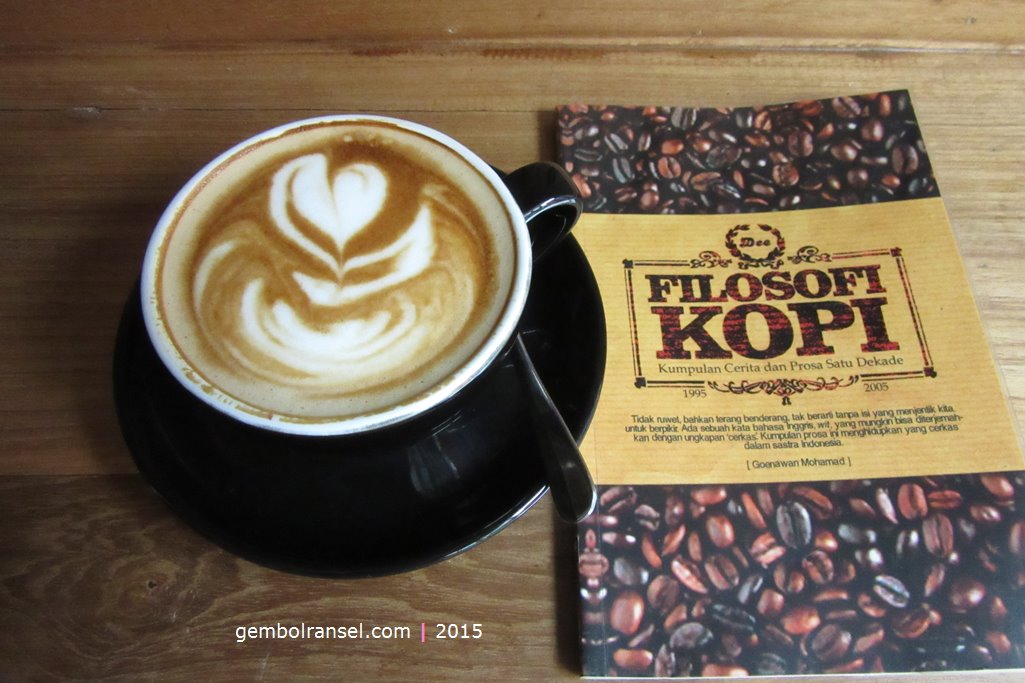 Dee
FILOSOFI
KOPI
Kumpulan Cerita dan Prosa Satu Dekade
1995 2005
Tidak ruwet, bahkan terang benderang, tak berarti tanpa isi yang menjentik kita
untuk berpikir. Ada sebuah kata bahasa Inggris, wit, yang mungkin bisa diterjemah-
kan dengan ungkapan 'cerkas'. Kumpulan prosa ini menghidupkan yang cerkas
dalam sastra Indonesia.
[ Goenawan Mohamad ]
gembolransel.com | 2015